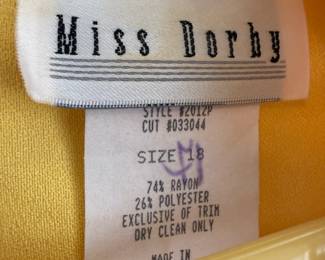 Miss Dorby
STYLE #2012P
CUT #033044
SIZE 18
74% RAYON
26% POLYESTER
EXCLUSIVE OF TRIM
DRY CLEAN ONLY
MADE IN